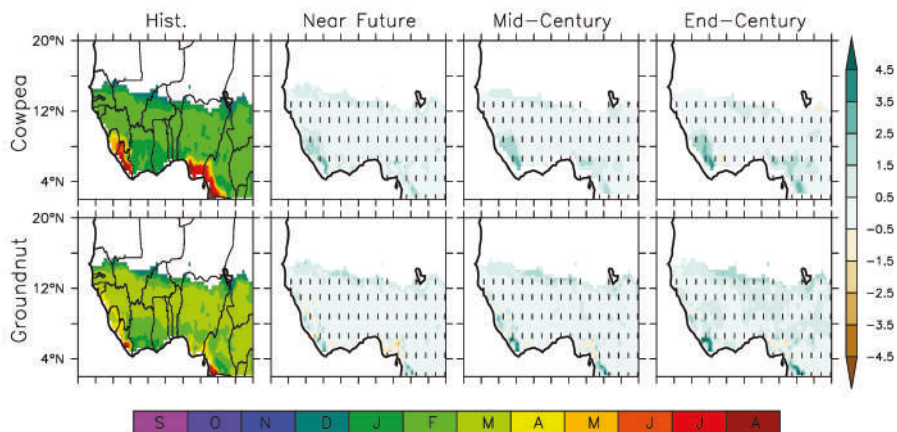 Hist. Near Future Mid-Century End-Century
Cowpea
20°N
12°N
4°N
Groundnut
20°N
12°N
4°N
4.5
3.5
2.5
1.5
0.5
-0.5
-1.5
-2.5
-3.5
-4.5
S O N D J F M A M J J A